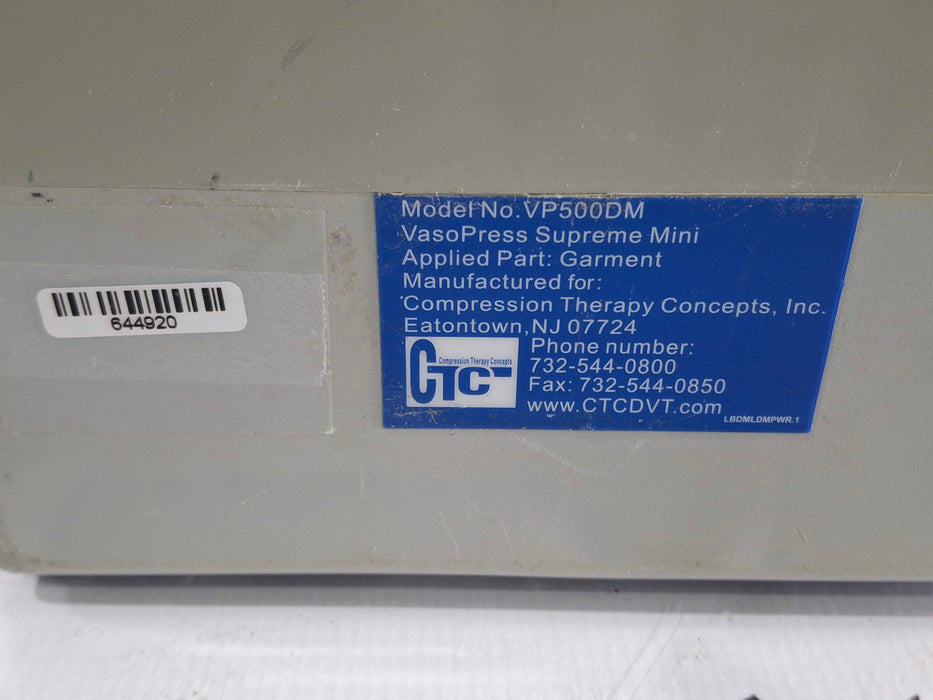 Model No.VP500DM
VasoPress Supreme Mini
Applied Part: Garment
Manufactured for:
Compression Therapy Concepts, Inc.
Eatontown,NJ 07724
Phone number:
732-544-0800
Fax: 732-544-0850
www.CTCDVT.com
Compression Therapy Concepts
CTC
LBDMLDMPWR.1
644920